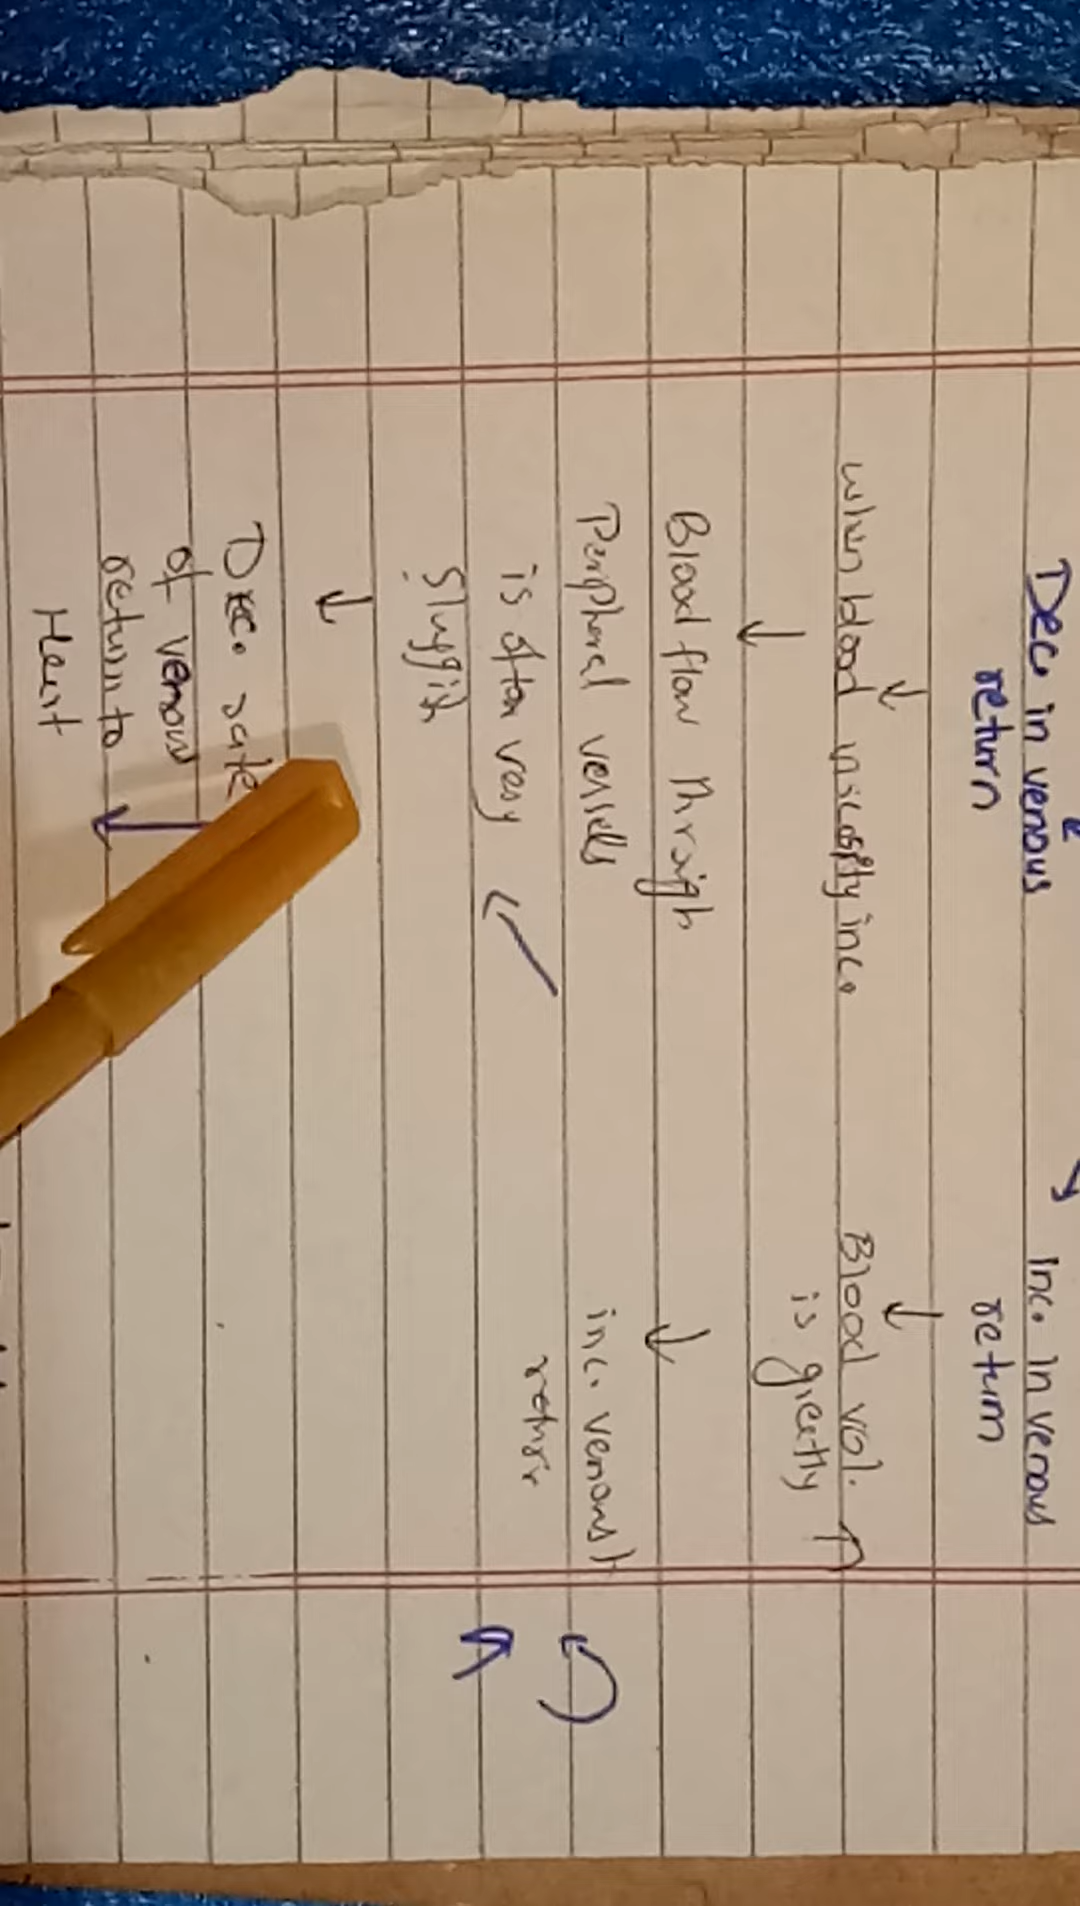 Dec. in venous
return
When blood viscosity inc.
Blood flow through
Peripheral vessels
is often very
sluggish
Dec. rate
of venous
return to
Heart
Inc. in venous
return
Blood vol. ↑
is greatly
inc. venous
return